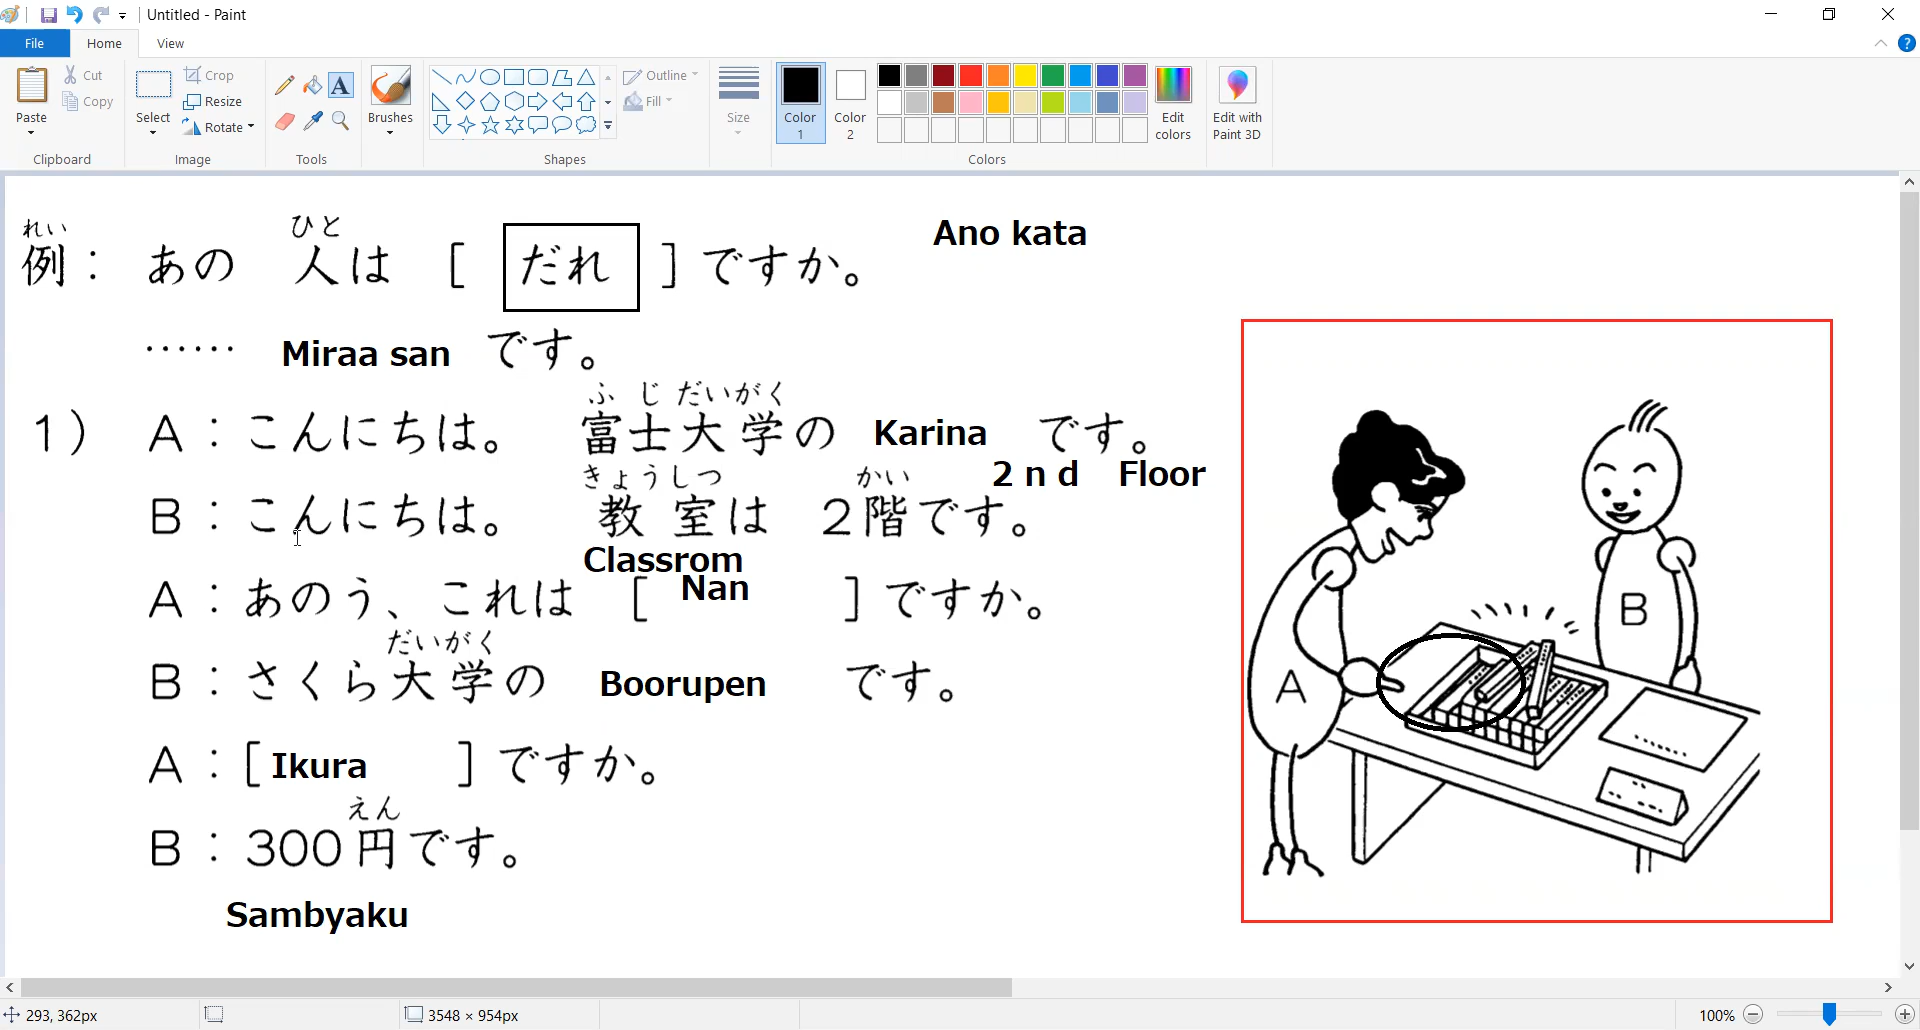 Untitled - Paint
File Home View
Paste Cut Copy Clipboard
Select Crop Resize Rotate Image
Tools
Brushes
Shapes Outline Fill
Size
Color 1 Color 2 Edit colors Colors
Edit with Paint 3D
れい ひと
例： あの 人は [ だれ ] ですか。 Ano kata
…… Miraa san です。
ふ じ だいがく
1） A：こんにちは。 富士大学の Karina です。
きょうしつ かい 2 n d Floor
B：こんにちは。 教室は 2階です。
Classrom
A：あのう、これは [ Nan ] ですか。
だいがく
B：さくら大学の Boorupen です。
A：[ Ikura ] ですか。
えん
B：300円です。
Sambyaku
A
B
293, 362px 3548 × 954px 100%